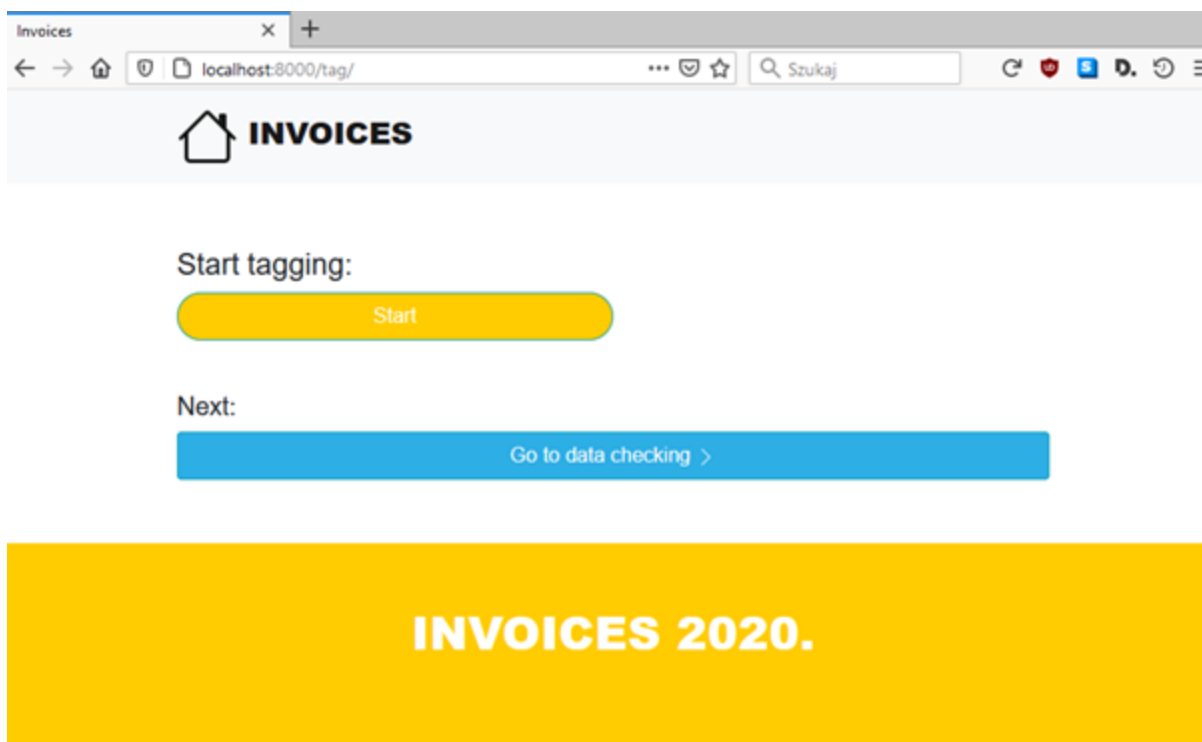 Invoices
localhost:8000/tag/
Szukaj
S
D.
INVOICES
Start tagging:
Start
Next:
Go to data checking
INVOICES 2020.